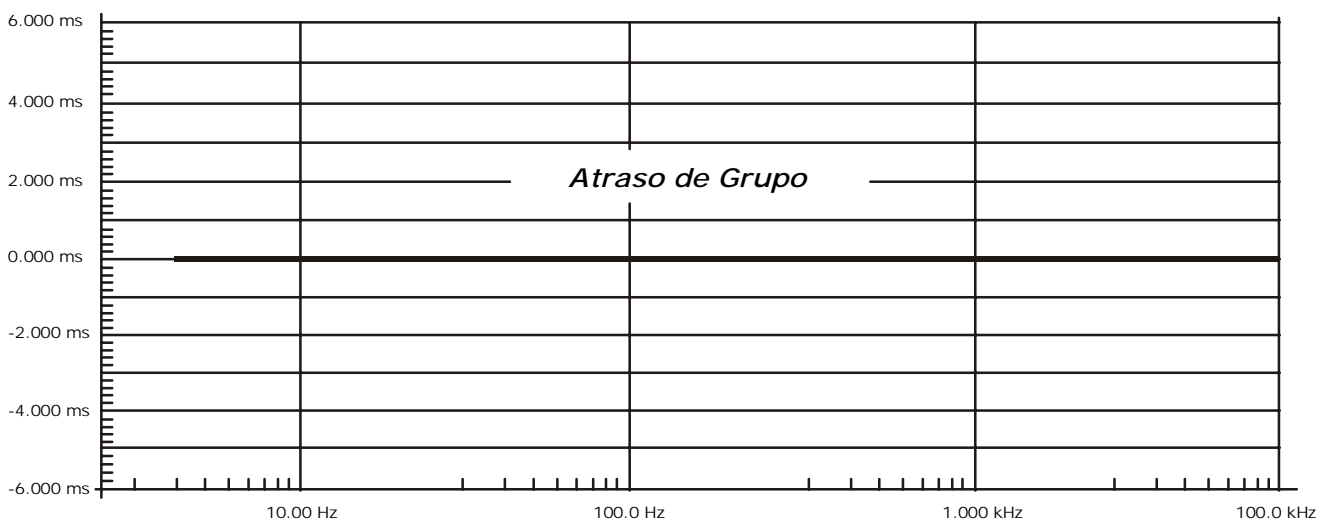 6.000 ms
4.000 ms
2.000 ms
Atraso de Grupo
0.000 ms
-2.000 ms
-4.000 ms
-6.000 ms
10.00 Hz 100.0 Hz 1.000 kHz 100.0 kHz